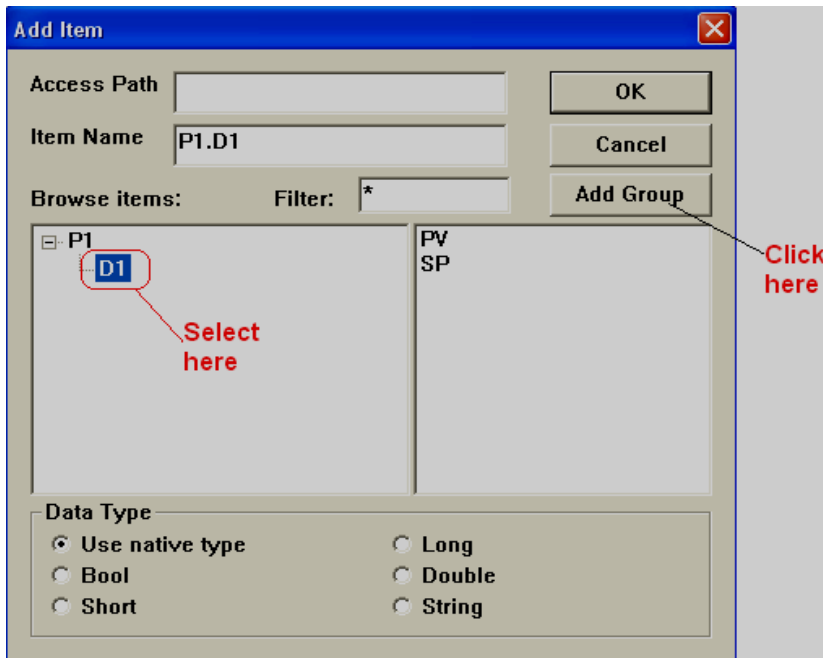 Add Item
Access Path
OK
Item Name P1.D1
Cancel
Browse items: Filter: *
Add Group
P1
D1
PV
SP
Click
here
Select
here
Data Type
Use native type
Long
Bool
Double
Short
String